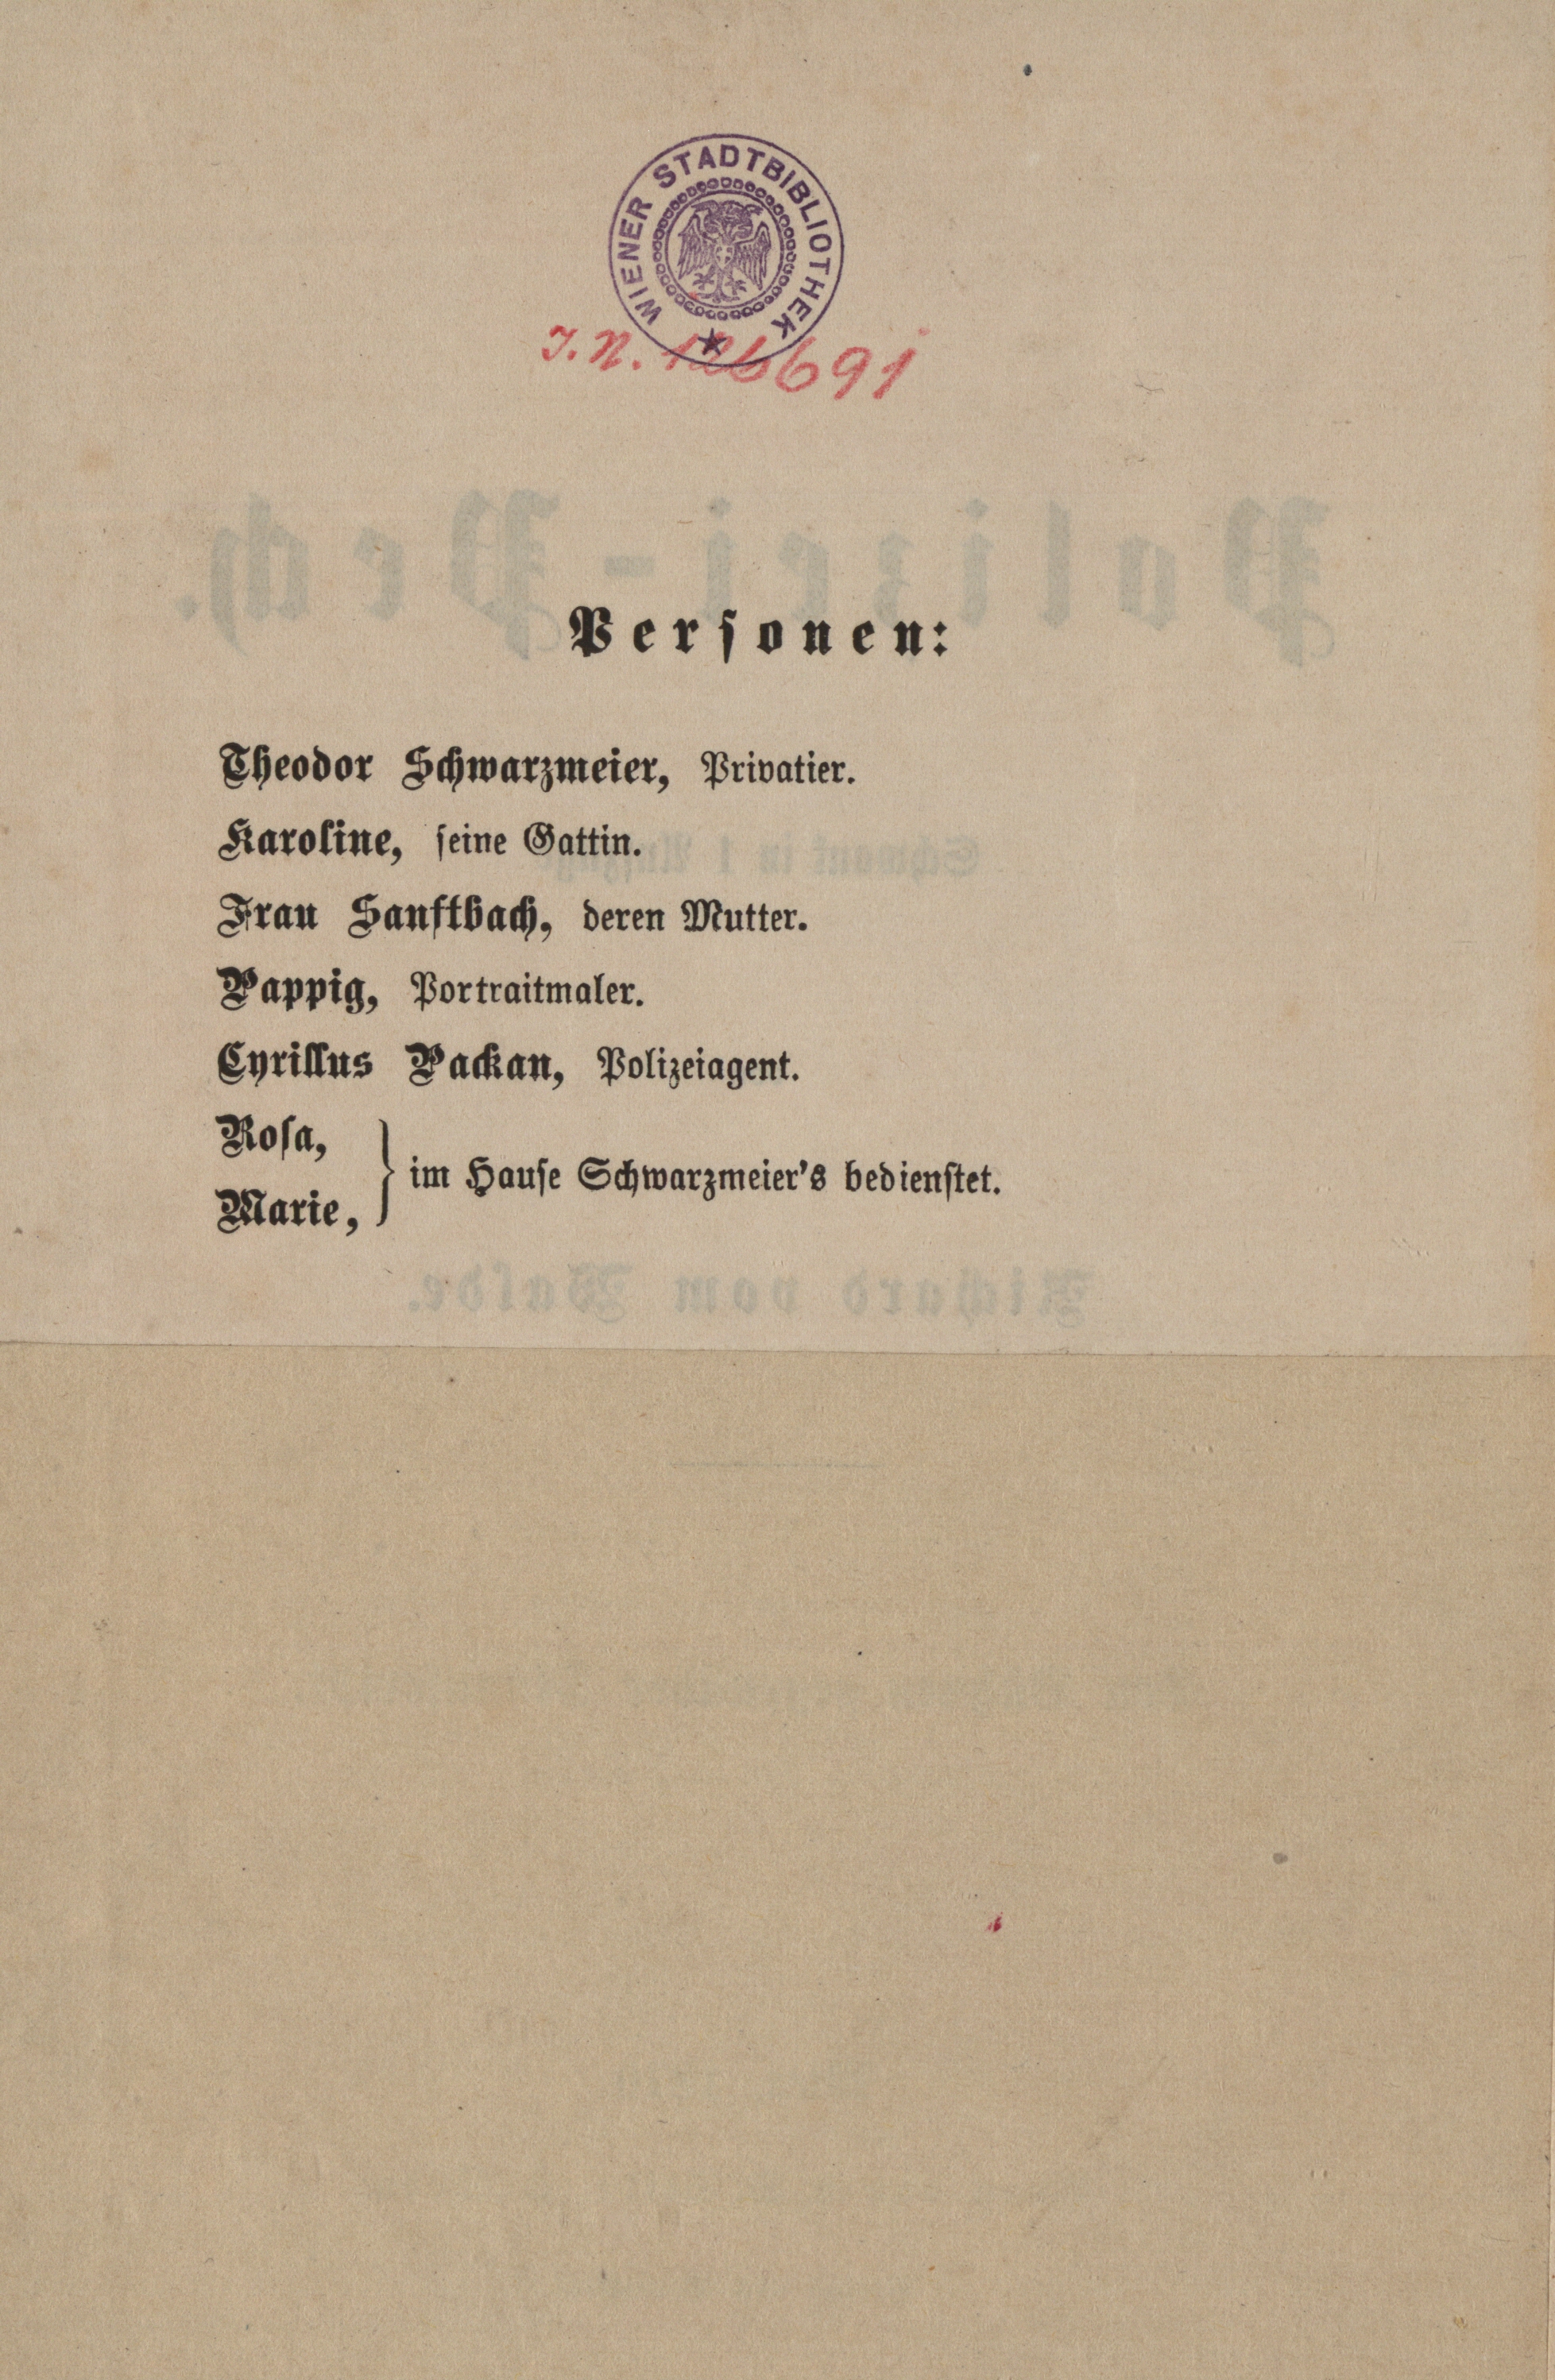 WIENER STADTBIBLIOTHEK
J. N. 126691
Personen:
Theodor Schwarzmeier, Privatier.
Karoline, seine Gattin.
Frau Sanftbach, deren Mutter.
Pappig, Portraitmaler.
Cyrillus Packan, Polizeiagent.
Rosa,
im Hause Schwarzmeier's bedienstet.
Marie,